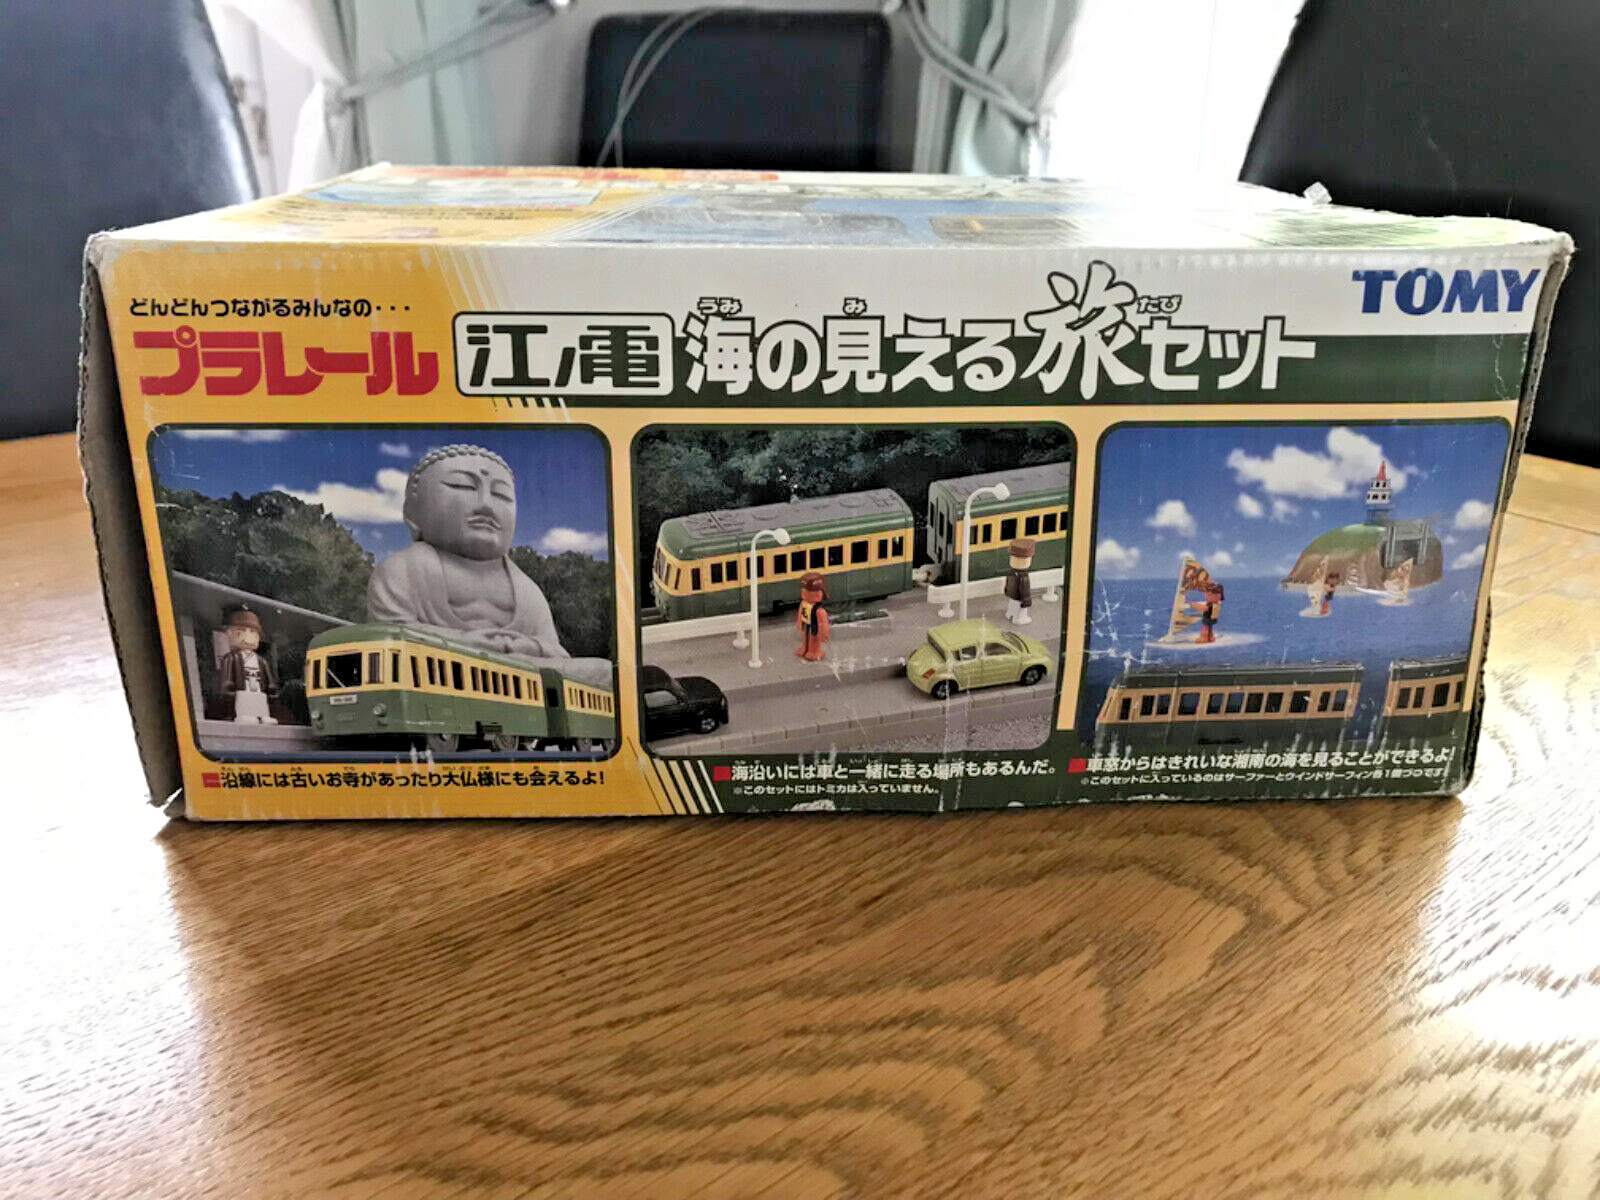 どんどんつながるみんなの・・・
プラレール 江ノ電 海の見える旅セット
うみ み たび
TOMY
沿線には古いお寺があったり大仏様にも会えるよ!
海沿いには車と一緒に走る場所もあるんだ。
※このセットにはトミカは入っていません。
車窓からはきれいな湘南の海を見ることができるよ!
※このセットに入っているのはサーファーとウインドサーフィン各1個づつです。